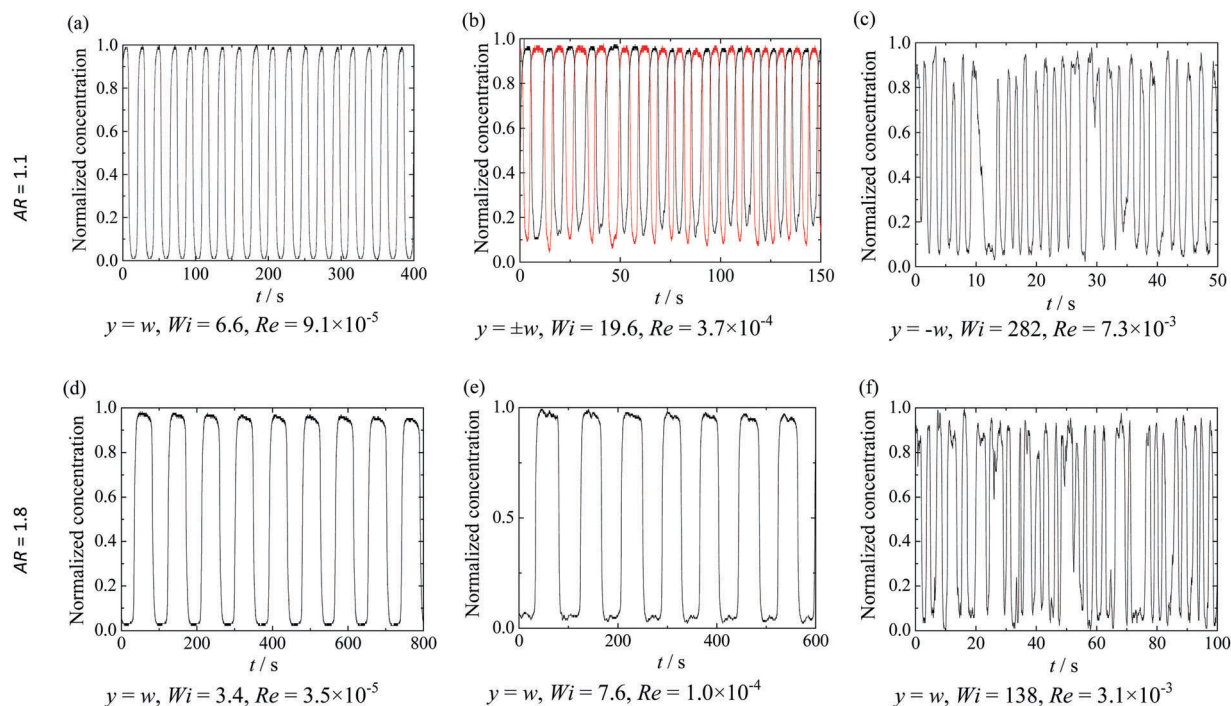 (a)
(b)
(c)
AR = 1.1
Normalized concentration
1.0
0.8
0.6
0.4
0.2
0.0
0 100 200 300 400
t / s
y = w, Wi = 6.6, Re = 9.1×10⁻⁵
Normalized concentration
1.0
0.8
0.6
0.4
0.2
0.0
0 50 100 150
t / s
y = ±w, Wi = 19.6, Re = 3.7×10⁻⁴
Normalized concentration
1.0
0.8
0.6
0.4
0.2
0.0
0 10 20 30 40 50
t / s
y = -w, Wi = 282, Re = 7.3×10⁻³
(d)
(e)
(f)
AR = 1.8
Normalized concentration
1.0
0.8
0.6
0.4
0.2
0.0
0 200 400 600 800
t / s
y = w, Wi = 3.4, Re = 3.5×10⁻⁵
Normalized concentration
1.0
0.5
0.0
0 200 400 600
t / s
y = w, Wi = 7.6, Re = 1.0×10⁻⁴
Normalized concentration
1.0
0.8
0.6
0.4
0.2
0.0
0 20 40 60 80 100
t / s
y = w, Wi = 138, Re = 3.1×10⁻³